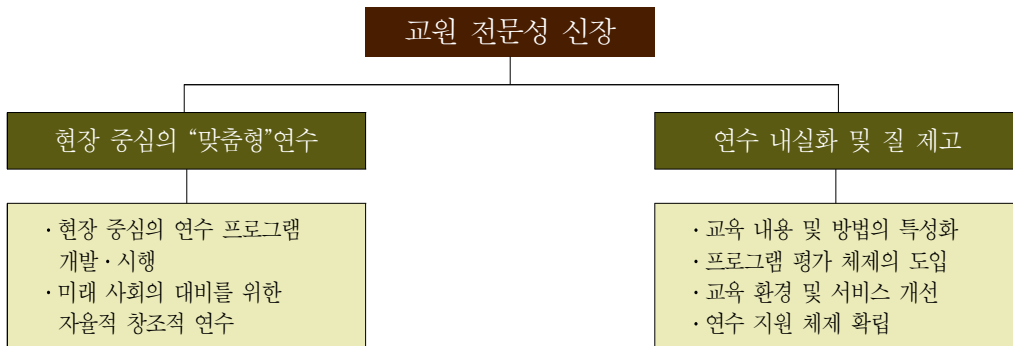 교원 전문성 신장
현장 중심의 “맞춤형”연수
연수 내실화 및 질 제고
·현장 중심의 연수 프로그램
개발·시행
·미래 사회의 대비를 위한
자율적 창조적 연수
·교육 내용 및 방법의 특성화
·프로그램 평가 체제의 도입
·교육 환경 및 서비스 개선
·연수 지원 체제 확립